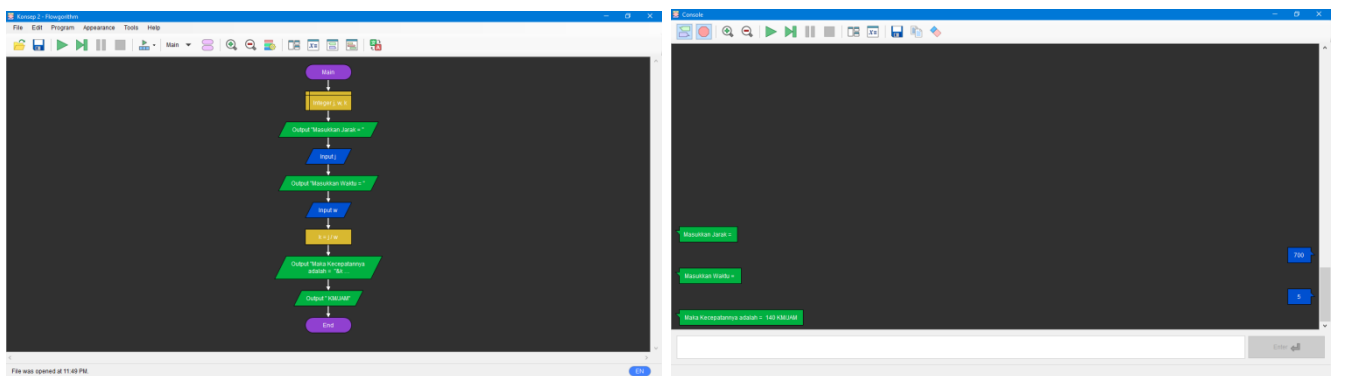 Konsep 2 - Flowgorithm
File Edit Program Appearance Tools Help
Main
Main
Integer j, w, k
Output "Masukkan Jarak = "
Input j
Output "Masukkan Waktu = "
Input w
k = j / w
Output "Maka Kecepatannya
adalah = "&k ...
Output " KM/JAM"
End
File was opened at 11:49 PM.
EN
Console
Masukkan Jarak =
700
Masukkan Waktu =
5
Maka Kecepatannya adalah = 140 KM/JAM
Enter